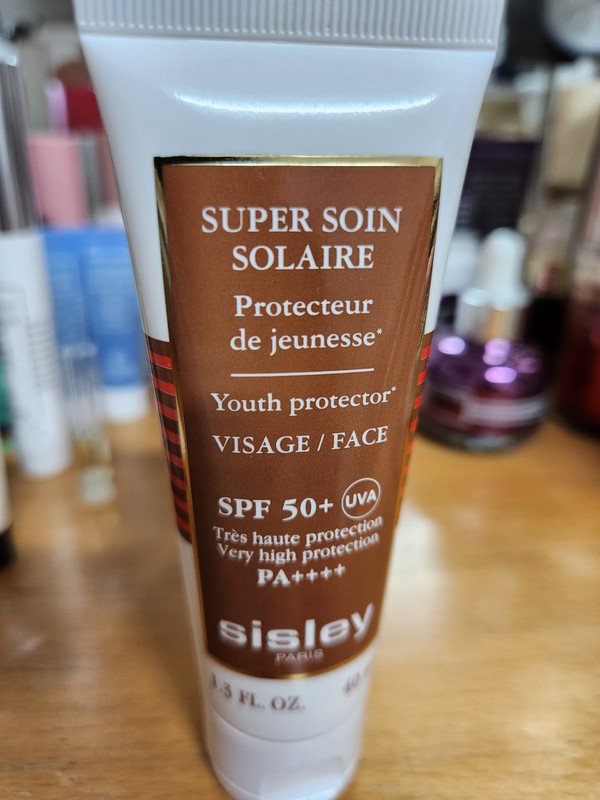 SUPER SOIN
SOLAIRE
Protecteur
de jeunesse*
Youth protector*
VISAGE / FACE
SPF 50+ UVA
Très haute protection
Very high protection
PA++++
sisley
PARIS
1.5 FL. OZ.